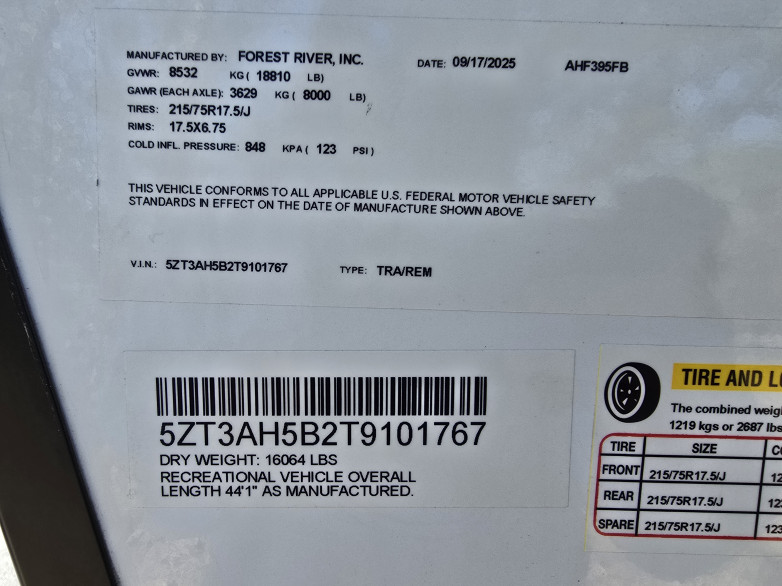 MANUFACTURED BY: FOREST RIVER, INC. DATE: 09/17/2025 AHF395FB
GVWR: 8532 KG ( 18810 LB)
GAWR (EACH AXLE): 3629 KG ( 8000 LB)
TIRES: 215/75R17.5/J
RIMS: 17.5X6.75
COLD INFL. PRESSURE: 848 KPA ( 123 PSI )
THIS VEHICLE CONFORMS TO ALL APPLICABLE U.S. FEDERAL MOTOR VEHICLE SAFETY
STANDARDS IN EFFECT ON THE DATE OF MANUFACTURE SHOWN ABOVE.
V.I.N.: 5ZT3AH5B2T9101767 TYPE: TRA/REM
5ZT3AH5B2T9101767
DRY WEIGHT: 16064 LBS
RECREATIONAL VEHICLE OVERALL
LENGTH 44'1" AS MANUFACTURED.
TIRE AND
The combined
1219 kgs or 2687 lbs
TIRE SIZE
FRONT 215/75R17.5/J
REAR 215/75R17.5/J
SPARE 215/75R17.5/J 123